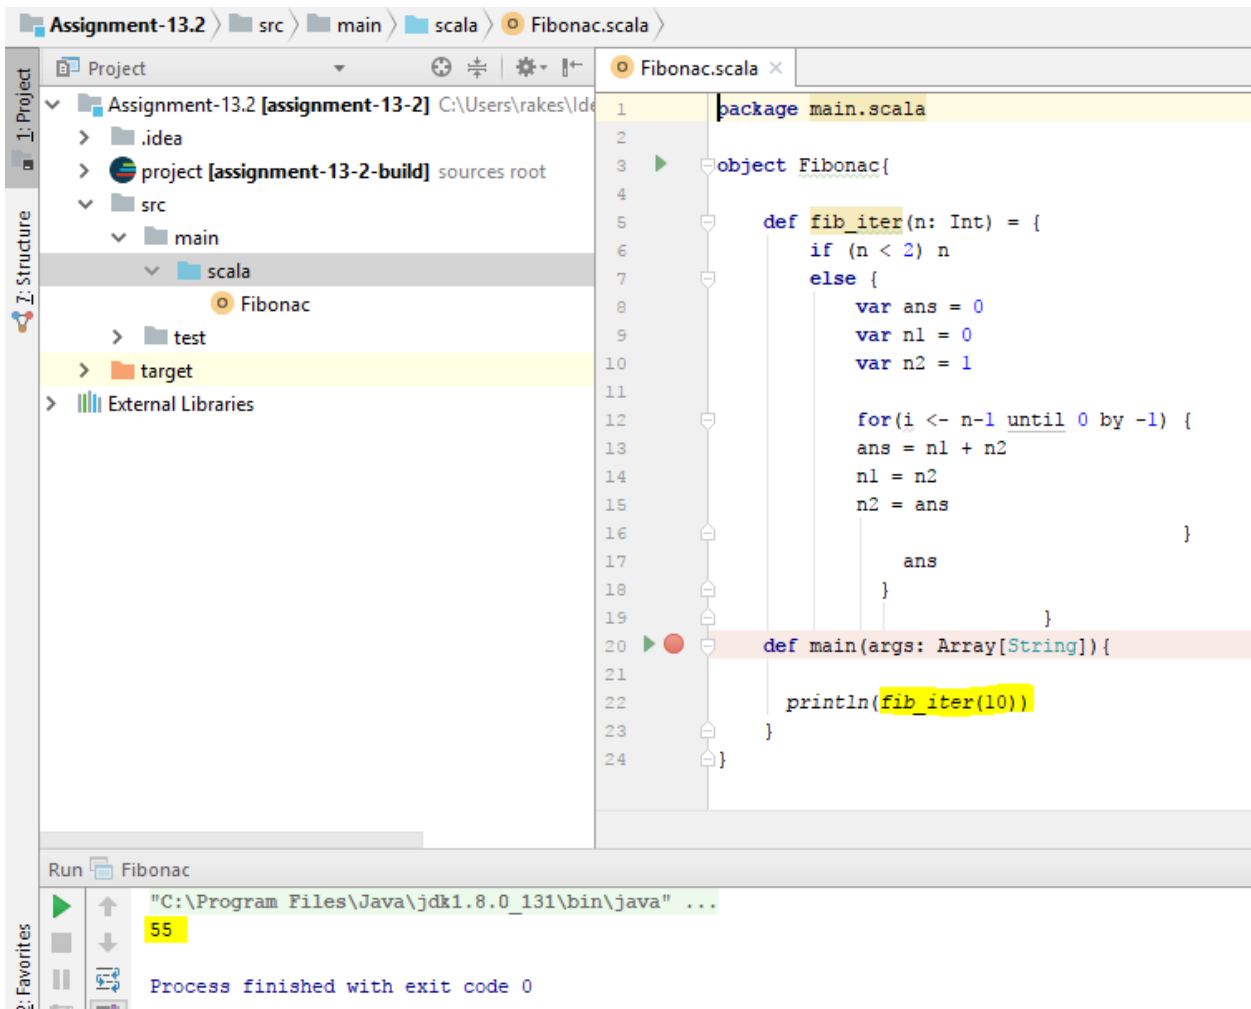 Assignment-13.2 src main scala Fibonac.scala
Project
Fibonac.scala
1: Project
7: Structure
Favorites
Assignment-13.2 [assignment-13-2] C:\Users\rakes\Ide
.idea
project [assignment-13-2-build] sources root
src
main
scala
Fibonac
test
target
External Libraries
1 package main.scala
2
3 object Fibonac{
4
5 def fib_iter(n: Int) = {
6 if (n < 2) n
7 else {
8 var ans = 0
9 var n1 = 0
10 var n2 = 1
11
12 for(i <- n-1 until 0 by -1) {
13 ans = n1 + n2
14 n1 = n2
15 n2 = ans
16 }
17 ans
18 }
19 }
20 def main(args: Array[String]){
21
22 println(fib_iter(10))
23 }
24 }
Run Fibonac
"C:\Program Files\Java\jdk1.8.0_131\bin\java" ...
55
Process finished with exit code 0